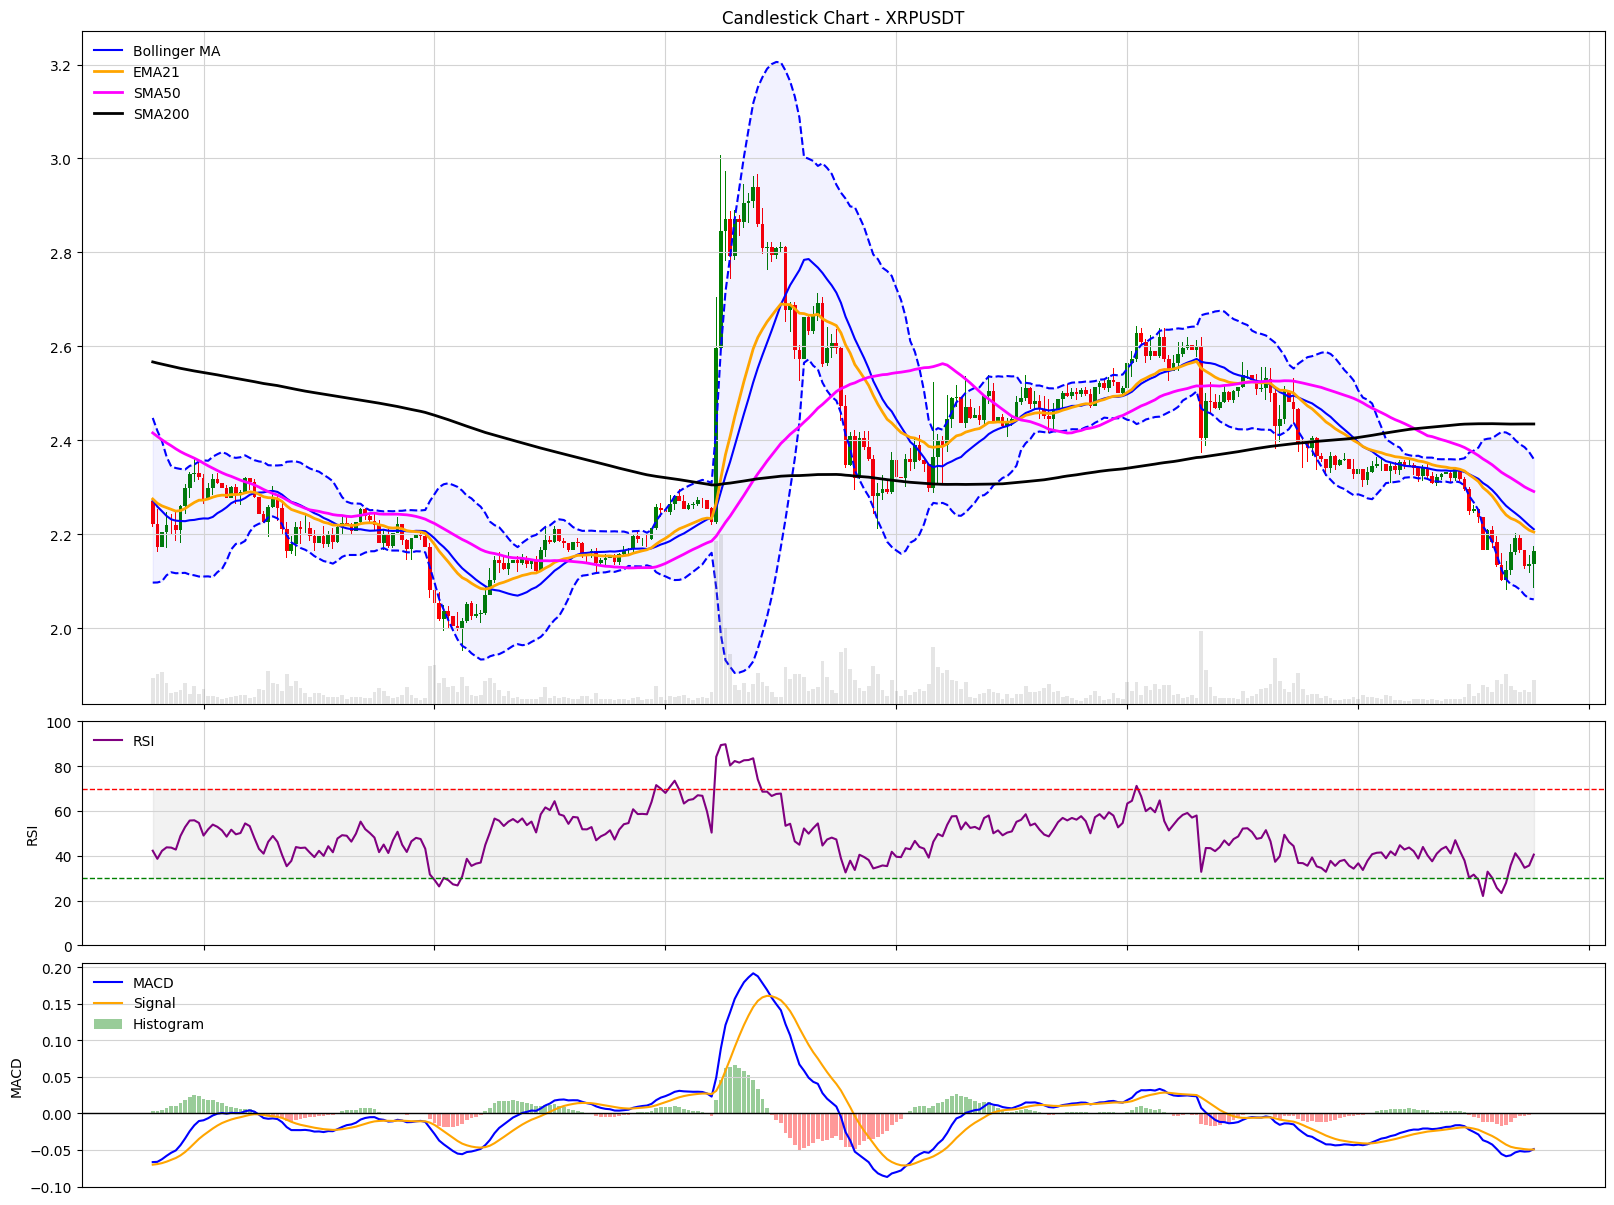 Candlestick Chart - XRPUSDT
Bollinger MA
EMA21
SMA50
SMA200
3.2
3.0
2.8
2.6
2.4
2.2
2.0
RSI
RSI
100
80
60
40
20
0
MACD
Signal
Histogram
MACD
0.20
0.15
0.10
0.05
0.00
−0.05
−0.10